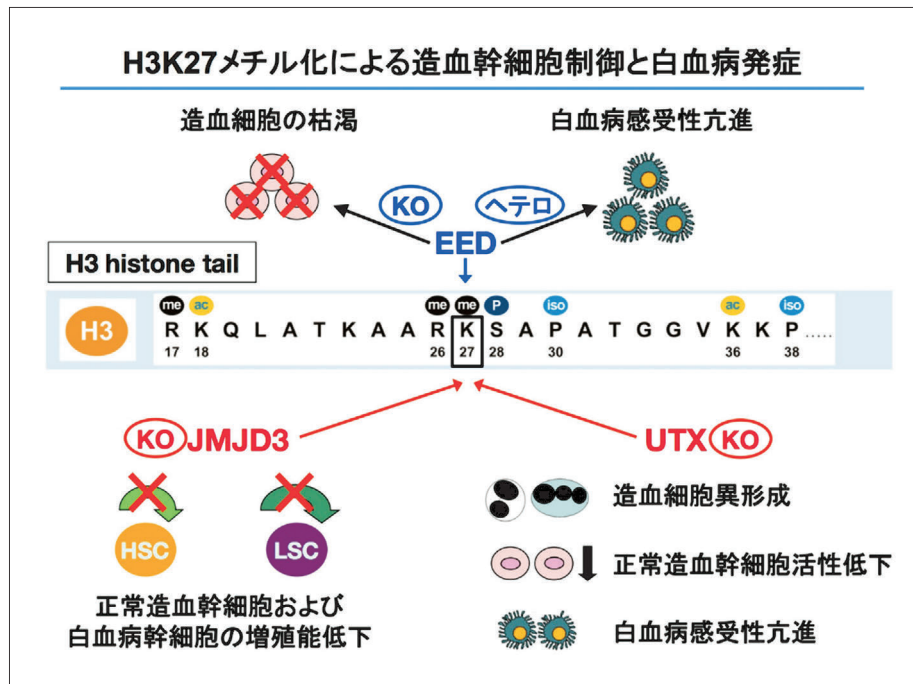 H3K27メチル化による造血幹細胞制御と白血病発症
造血細胞の枯渇
白血病感受性亢進
KO
ヘテロ
EED
H3 histone tail
me ac me me P iso ac iso
H3
R K Q L A T K A A R K S A P A T G G V K K P .....
17 18 26 27 28 30 36 38
KO JMJD3
UTX KO
HSC
LSC
正常造血幹細胞および
白血病幹細胞の増殖能低下
造血細胞異形成
正常造血幹細胞活性低下
白血病感受性亢進